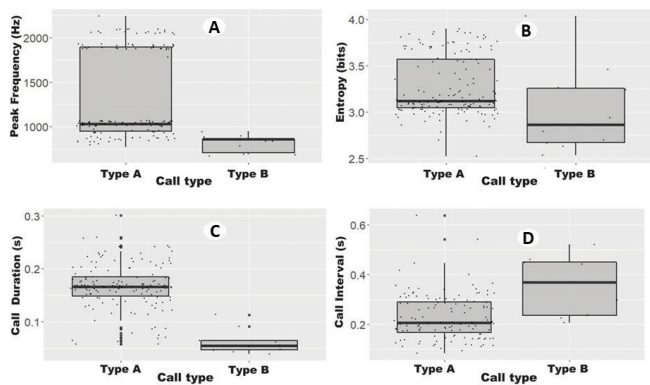 A
Peak Frequency (Hz)
2000
1500
1000
Type A
Type B
Call type
B
Entropy (bits)
4.0
3.5
3.0
2.5
Type A
Type B
Call type
C
Call Duration (s)
0.3
0.2
0.1
Type A
Type B
Call type
D
Call Interval (s)
0.6
0.4
0.2
Type A
Type B
Call type